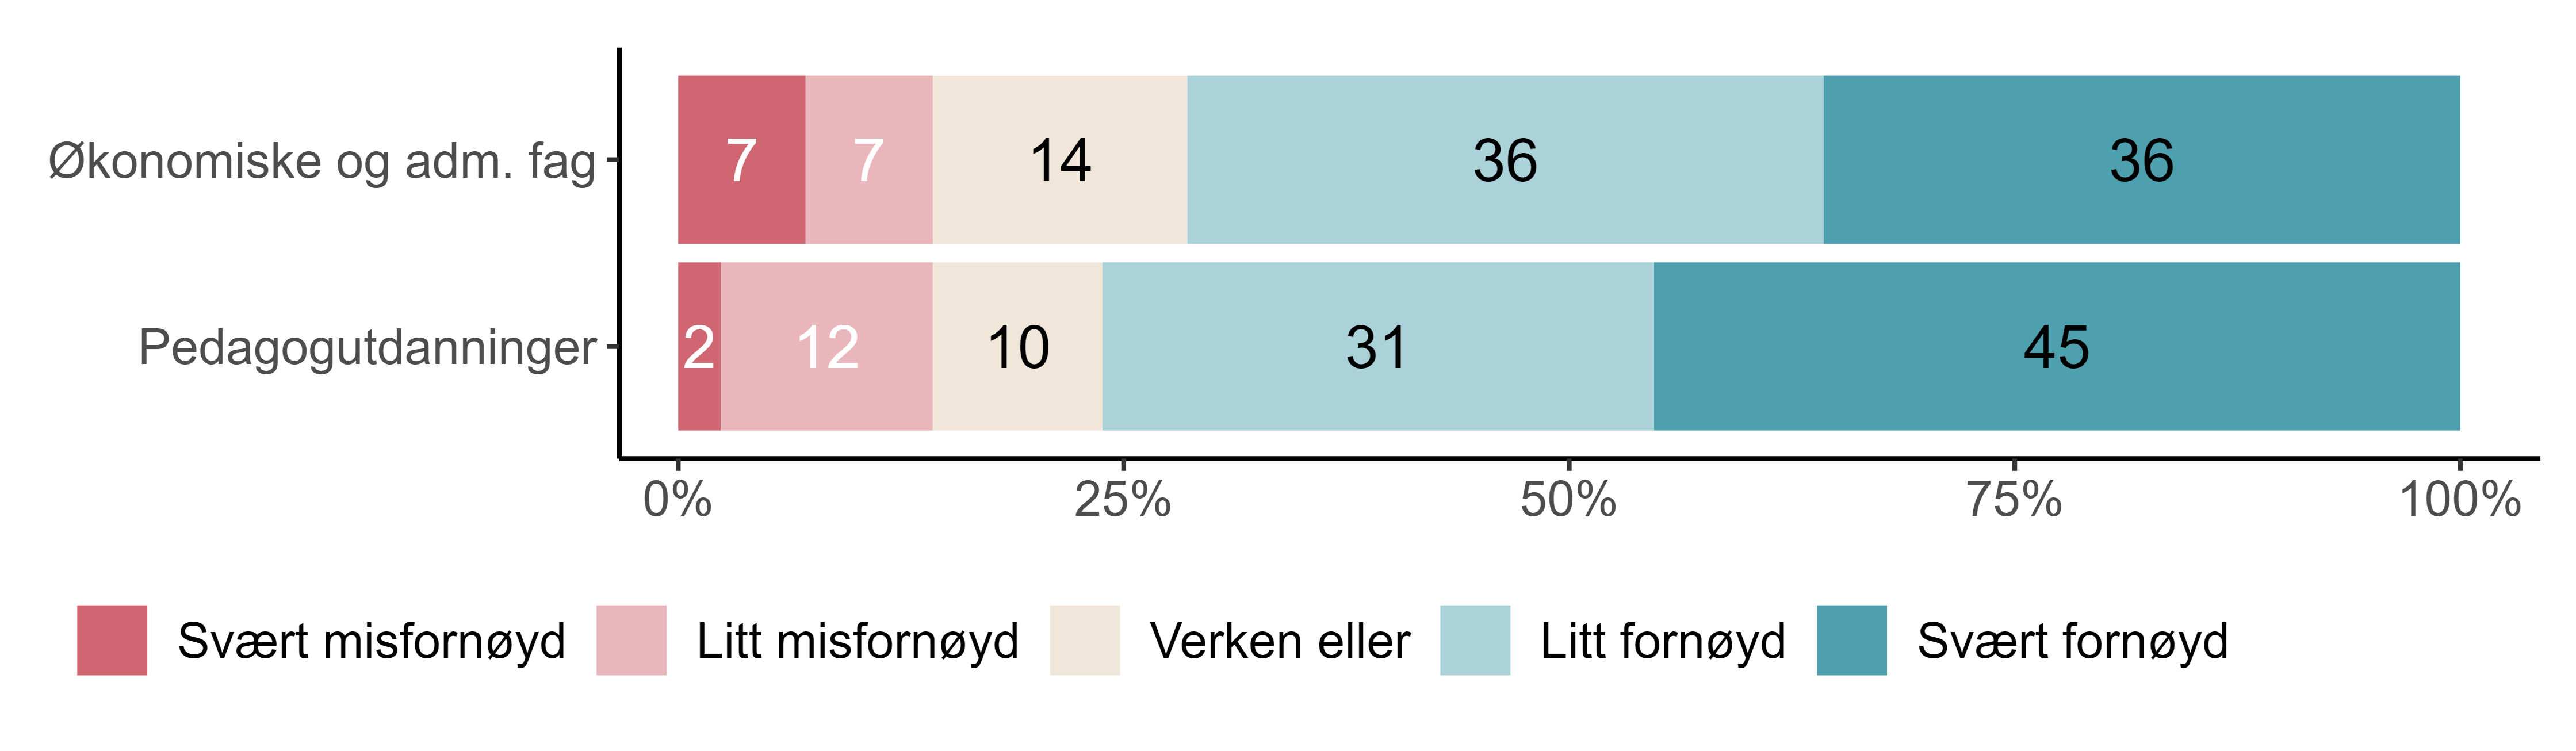 Økonomiske og adm. fag 7 7 14 36 36
Pedagogutdanninger 2 12 10 31 45
0% 25% 50% 75% 100%
Svært misfornøyd Litt misfornøyd Verken eller Litt fornøyd Svært fornøyd